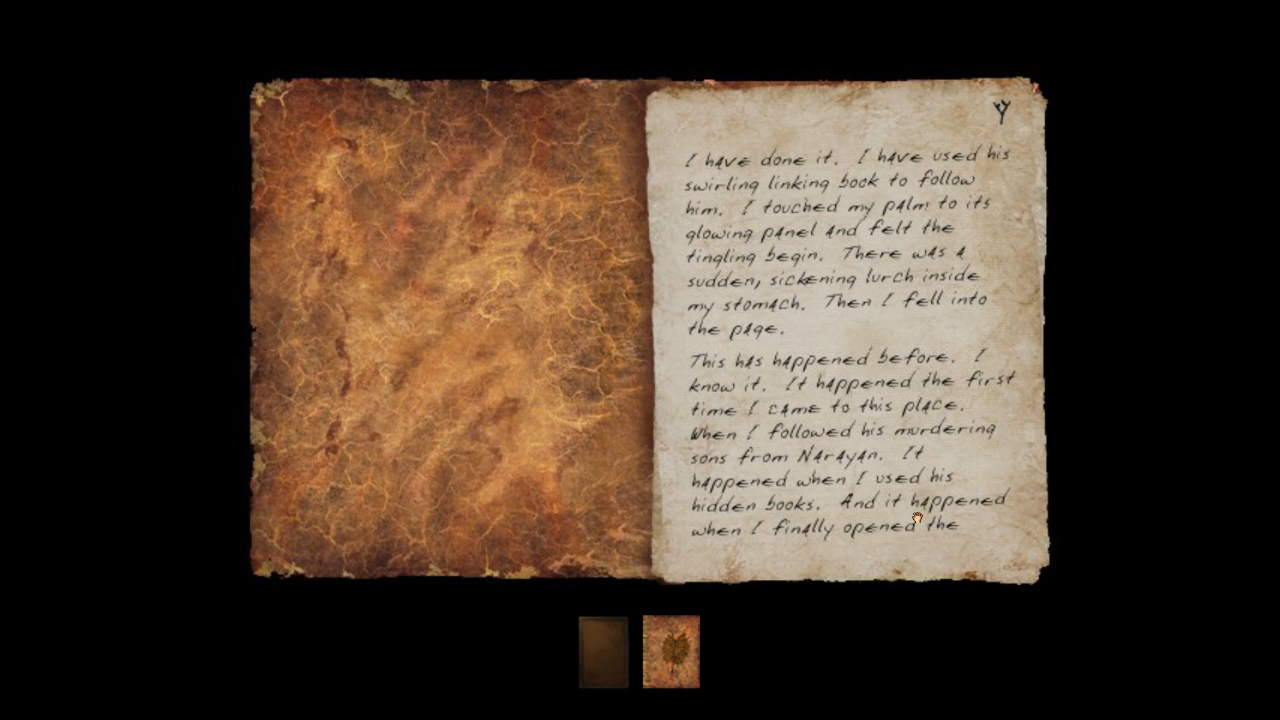 I have done it. I have used his
swirling linking book to follow
him. I touched my palm to its
glowing panel and felt the
tingling begin. There was a
sudden, sickening lurch inside
my stomach. Then I fell into
the page.
This has happened before. I
know it. It happened the first
time I came to this place.
When I followed his murdering
sons from Narayan. It
happened when I used his
hidden books. And it happened
when I finally opened the